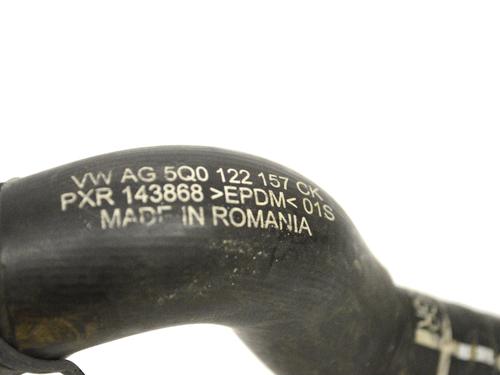 VW AG 5Q0 122 157 CK
PXR 143868 >EPDM< 01S
MADE IN ROMANIA